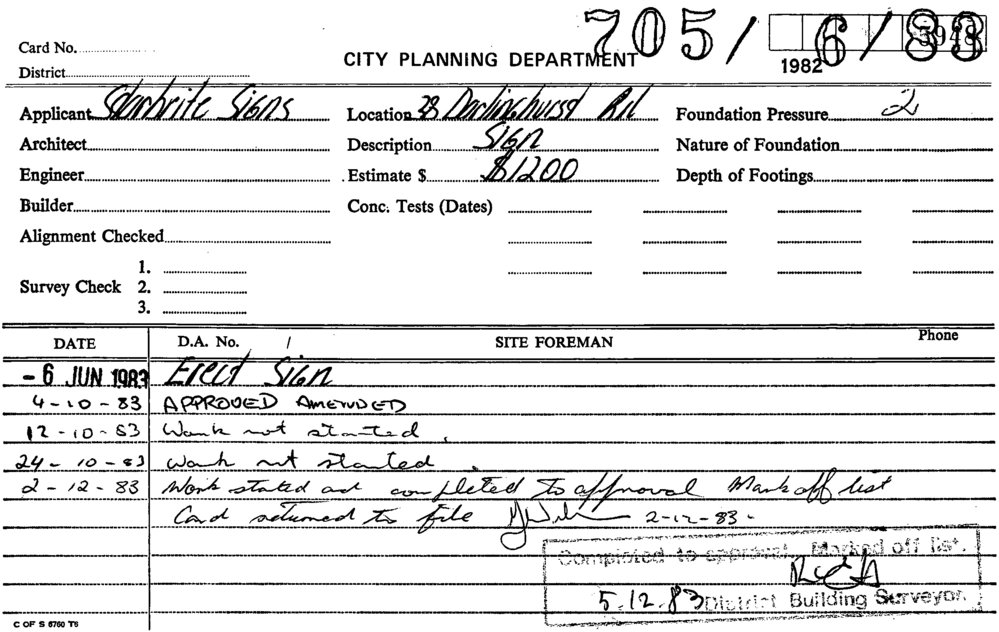 705/ 6/83
Card No.
1982
CITY PLANNING DEPARTMENT
District
Applicant Starbrite Signs Location 28 Darlinghurst Rd Foundation Pressure 2
Architect Description Sign Nature of Foundation
Engineer Estimate $ $1200 Depth of Footings
Builder Conc. Tests (Dates)
Alignment Checked
1.
Survey Check 2.
3.
DATE D.A. No. / SITE FOREMAN Phone
- 6 JUN 1983 Erect Sign
4-10-83 APPROVED AMENDED
12-10-83 Work not started.
24-10-83 Work not started.
2-12-83 Work stated and completed to approval Mark off list
Card returned to file 2-12-83.
Completed to approval. Marked off list.
5.12.83 District Building Surveyor.
C OF S 6760 T6